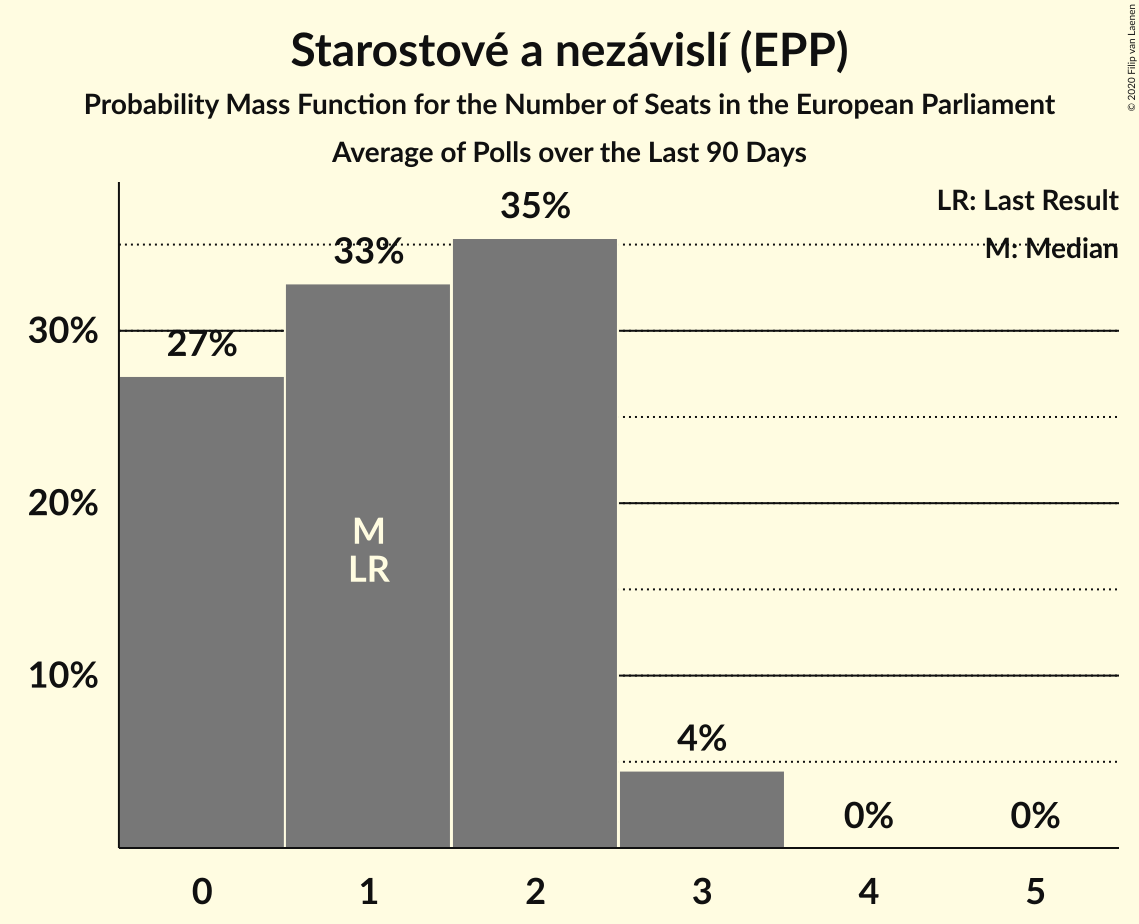 Starostové a nezávislí (EPP)
Probability Mass Function for the Number of Seats in the European Parliament
Average of Polls over the Last 90 Days
© 2020 Filip van Laenen
LR: Last Result
M: Median
35%
33%
27%
30%
20%
10%
M
LR
4%
0%
0%
0
1
2
3
4
5